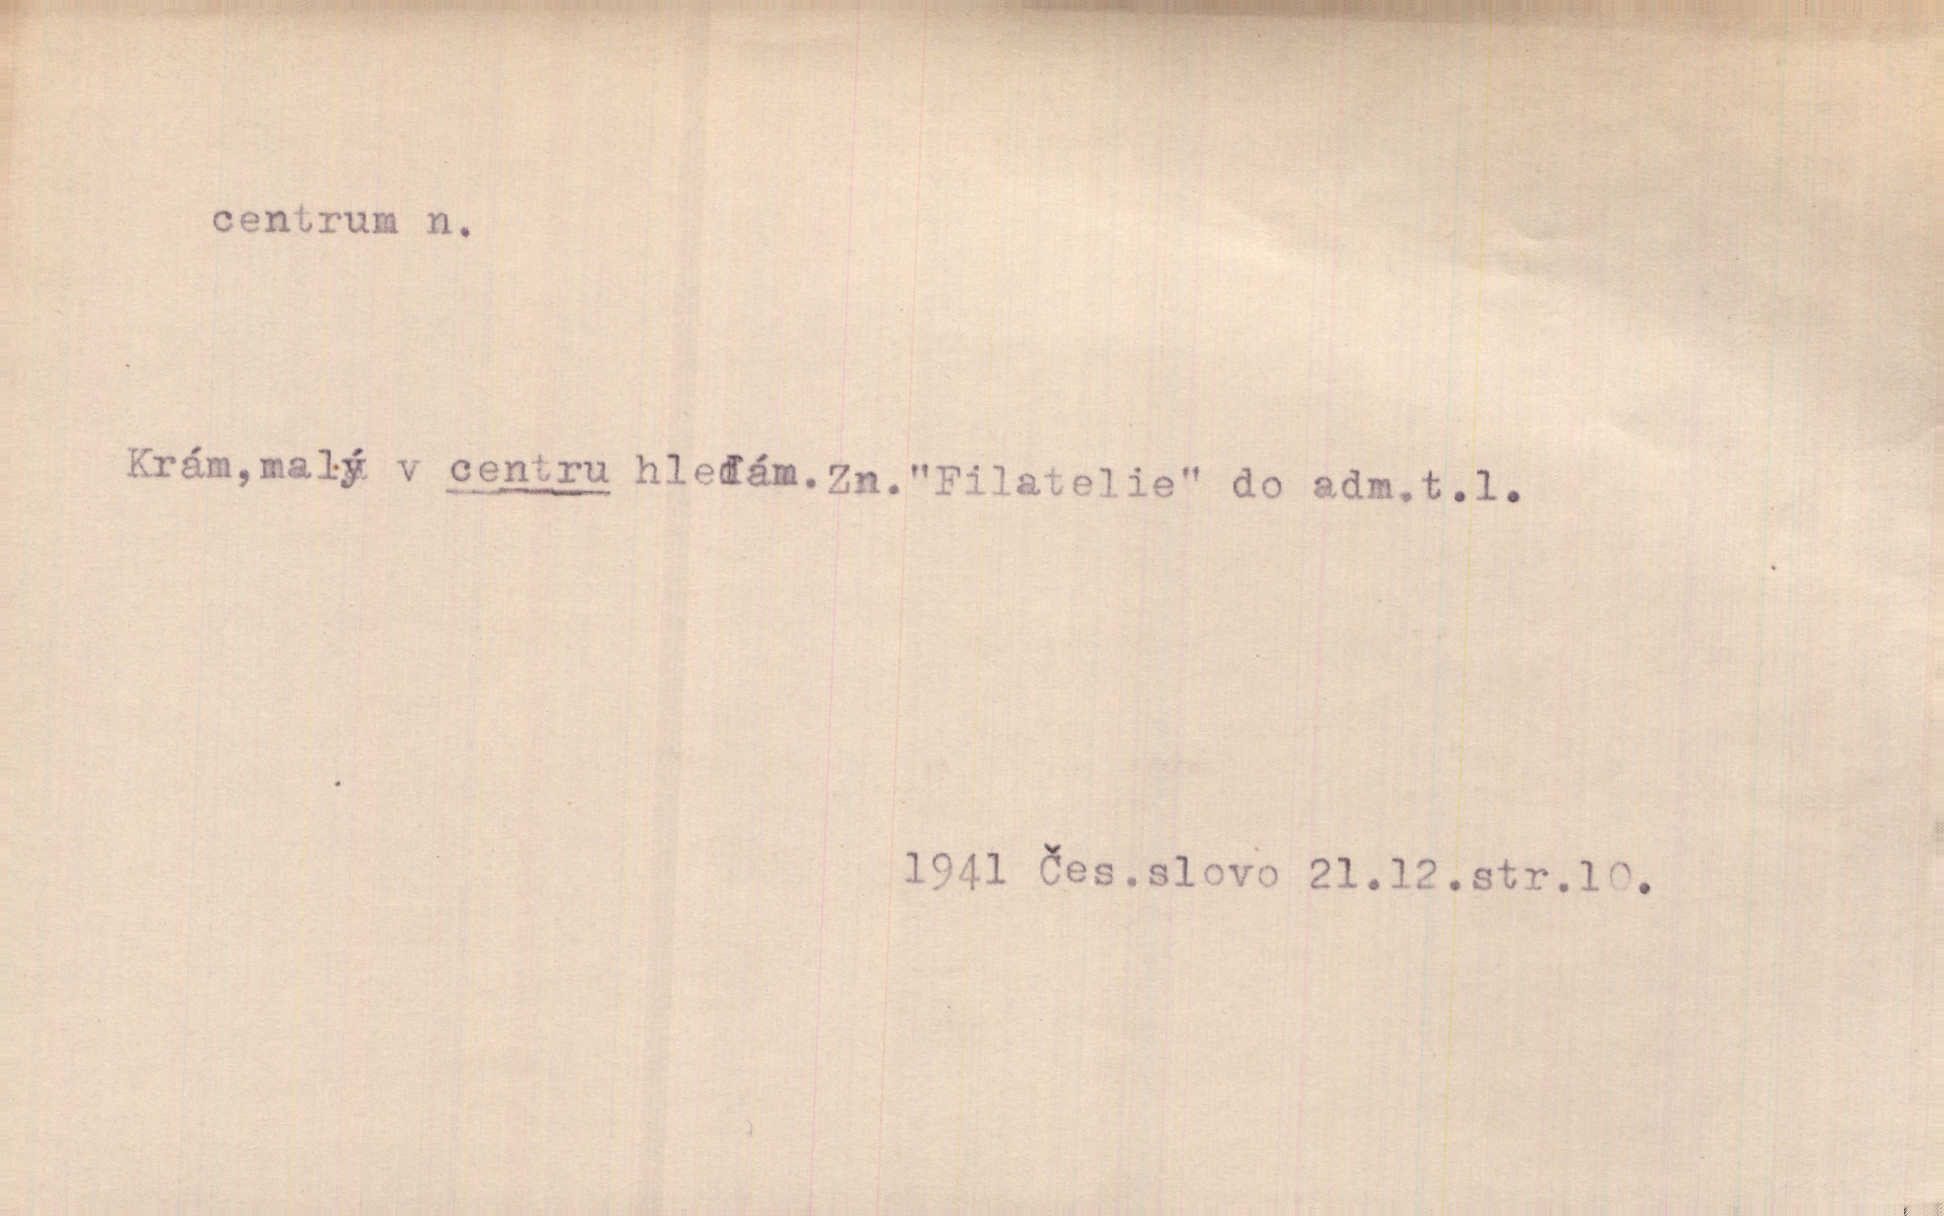 centrum n.
Krám,malý v centru hledám.Zn."Filatelie" do adm.t.l.
1941 Čes.slovo 21.12.str.10.